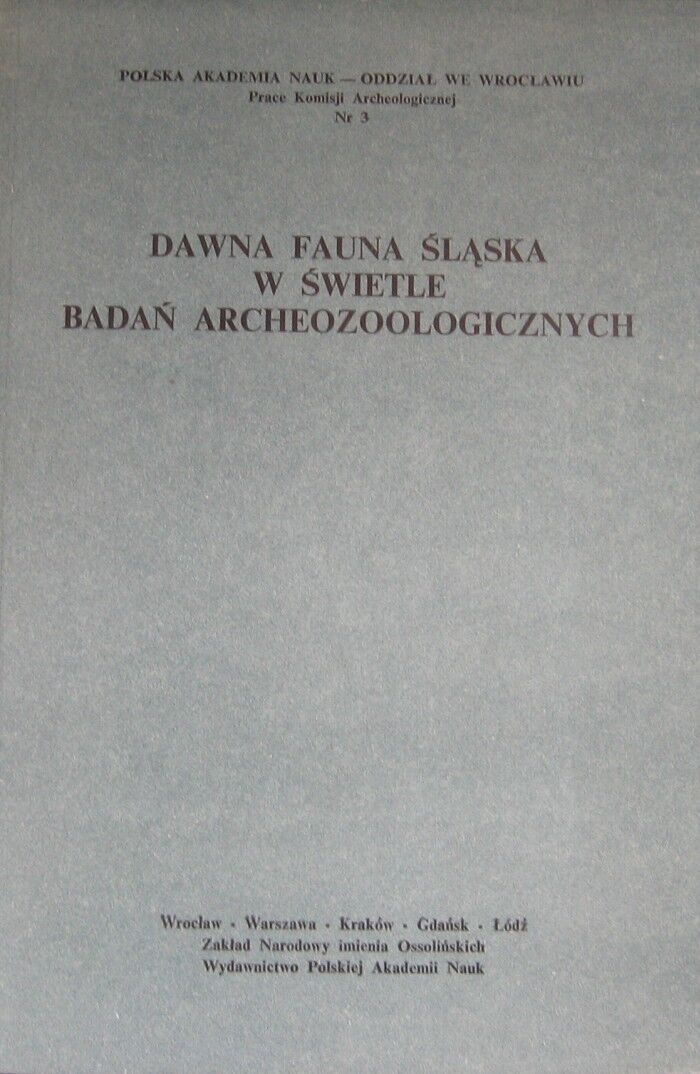 POLSKA AKADEMIA NAUK — ODDZIAŁ WE WROCŁAWIU
Prace Komisji Archeologicznej
Nr 3
DAWNA FAUNA ŚLĄSKA
W ŚWIETLE
BADAŃ ARCHEOZOOLOGICZNYCH
Wrocław · Warszawa · Kraków · Gdańsk · Łódź
Zakład Narodowy imienia Ossolińskich
Wydawnictwo Polskiej Akademii Nauk